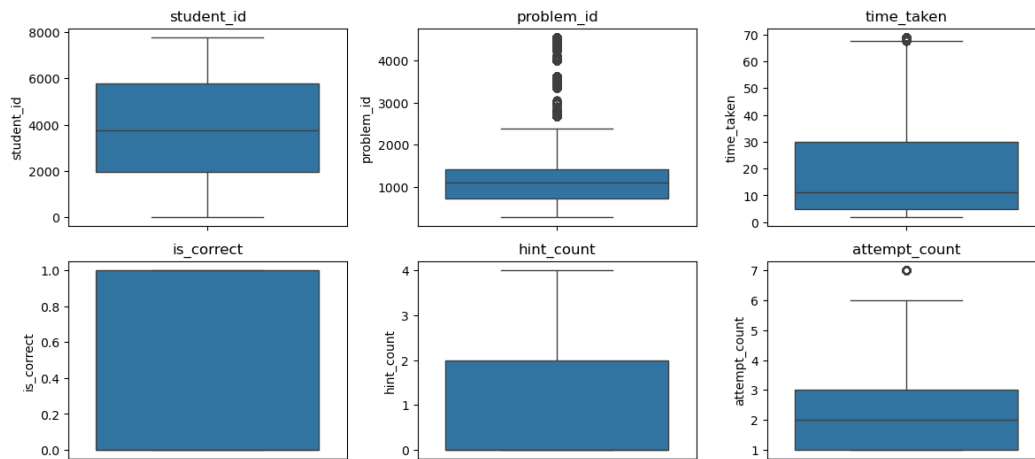 student_id
problem_id
time_taken
8000
6000
4000
2000
0
student_id
4000
3000
2000
1000
problem_id
70
60
50
40
30
20
10
0
time_taken
is_correct
hint_count
attempt_count
1.0
0.8
0.6
0.4
0.2
0.0
is_correct
4
3
2
1
0
hint_count
7
6
5
4
3
2
1
attempt_count